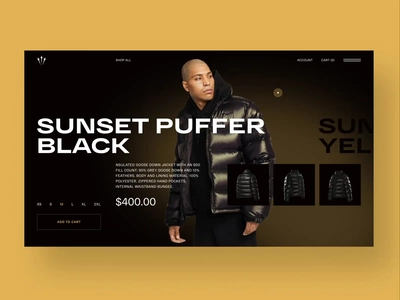 SHOP ALL
ACCOUNT
CART (0)
SUNSET PUFFER
BLACK
SUN
YEL
INSULATED GOOSE DOWN JACKET WITH AN 800
FILL COUNT. 90% GREY GOOSE DOWN AND 10%
FEATHERS. BODY AND LINING MATERIAL: 100%
POLYESTER. ZIPPERED HAND POCKETS.
INTERNAL WAISTBAND BUNGEE.
$400.00
XS S M L XL 2XL
ADD TO CART